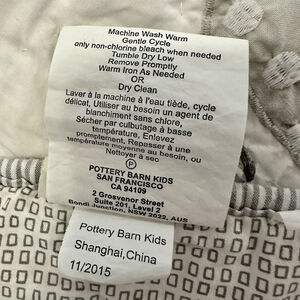 Machine Wash Warm
Gentle Cycle
only non-chlorine bleach when needed
Tumble Dry Low
Remove Promptly
Warm Iron As Needed
OR
Dry Clean
Laver à la machine à l'eau tiède, cycle
délicat, Utiliser au besoin un agent de
blanchiment sans chlore,
Sécher par culbutage à basse
température, Enlevez
promptement, Repassage à
température moyenne au besoin, ou
Nettoyez à sec
P
POTTERY BARN KIDS
SAN FRANCISCO
CA 94109
2 Grosvenor Street
Suite 201, Level 2
Bondi Junction, NSW 2022, AUS
Pottery Barn Kids
Shanghai,China
11/2015